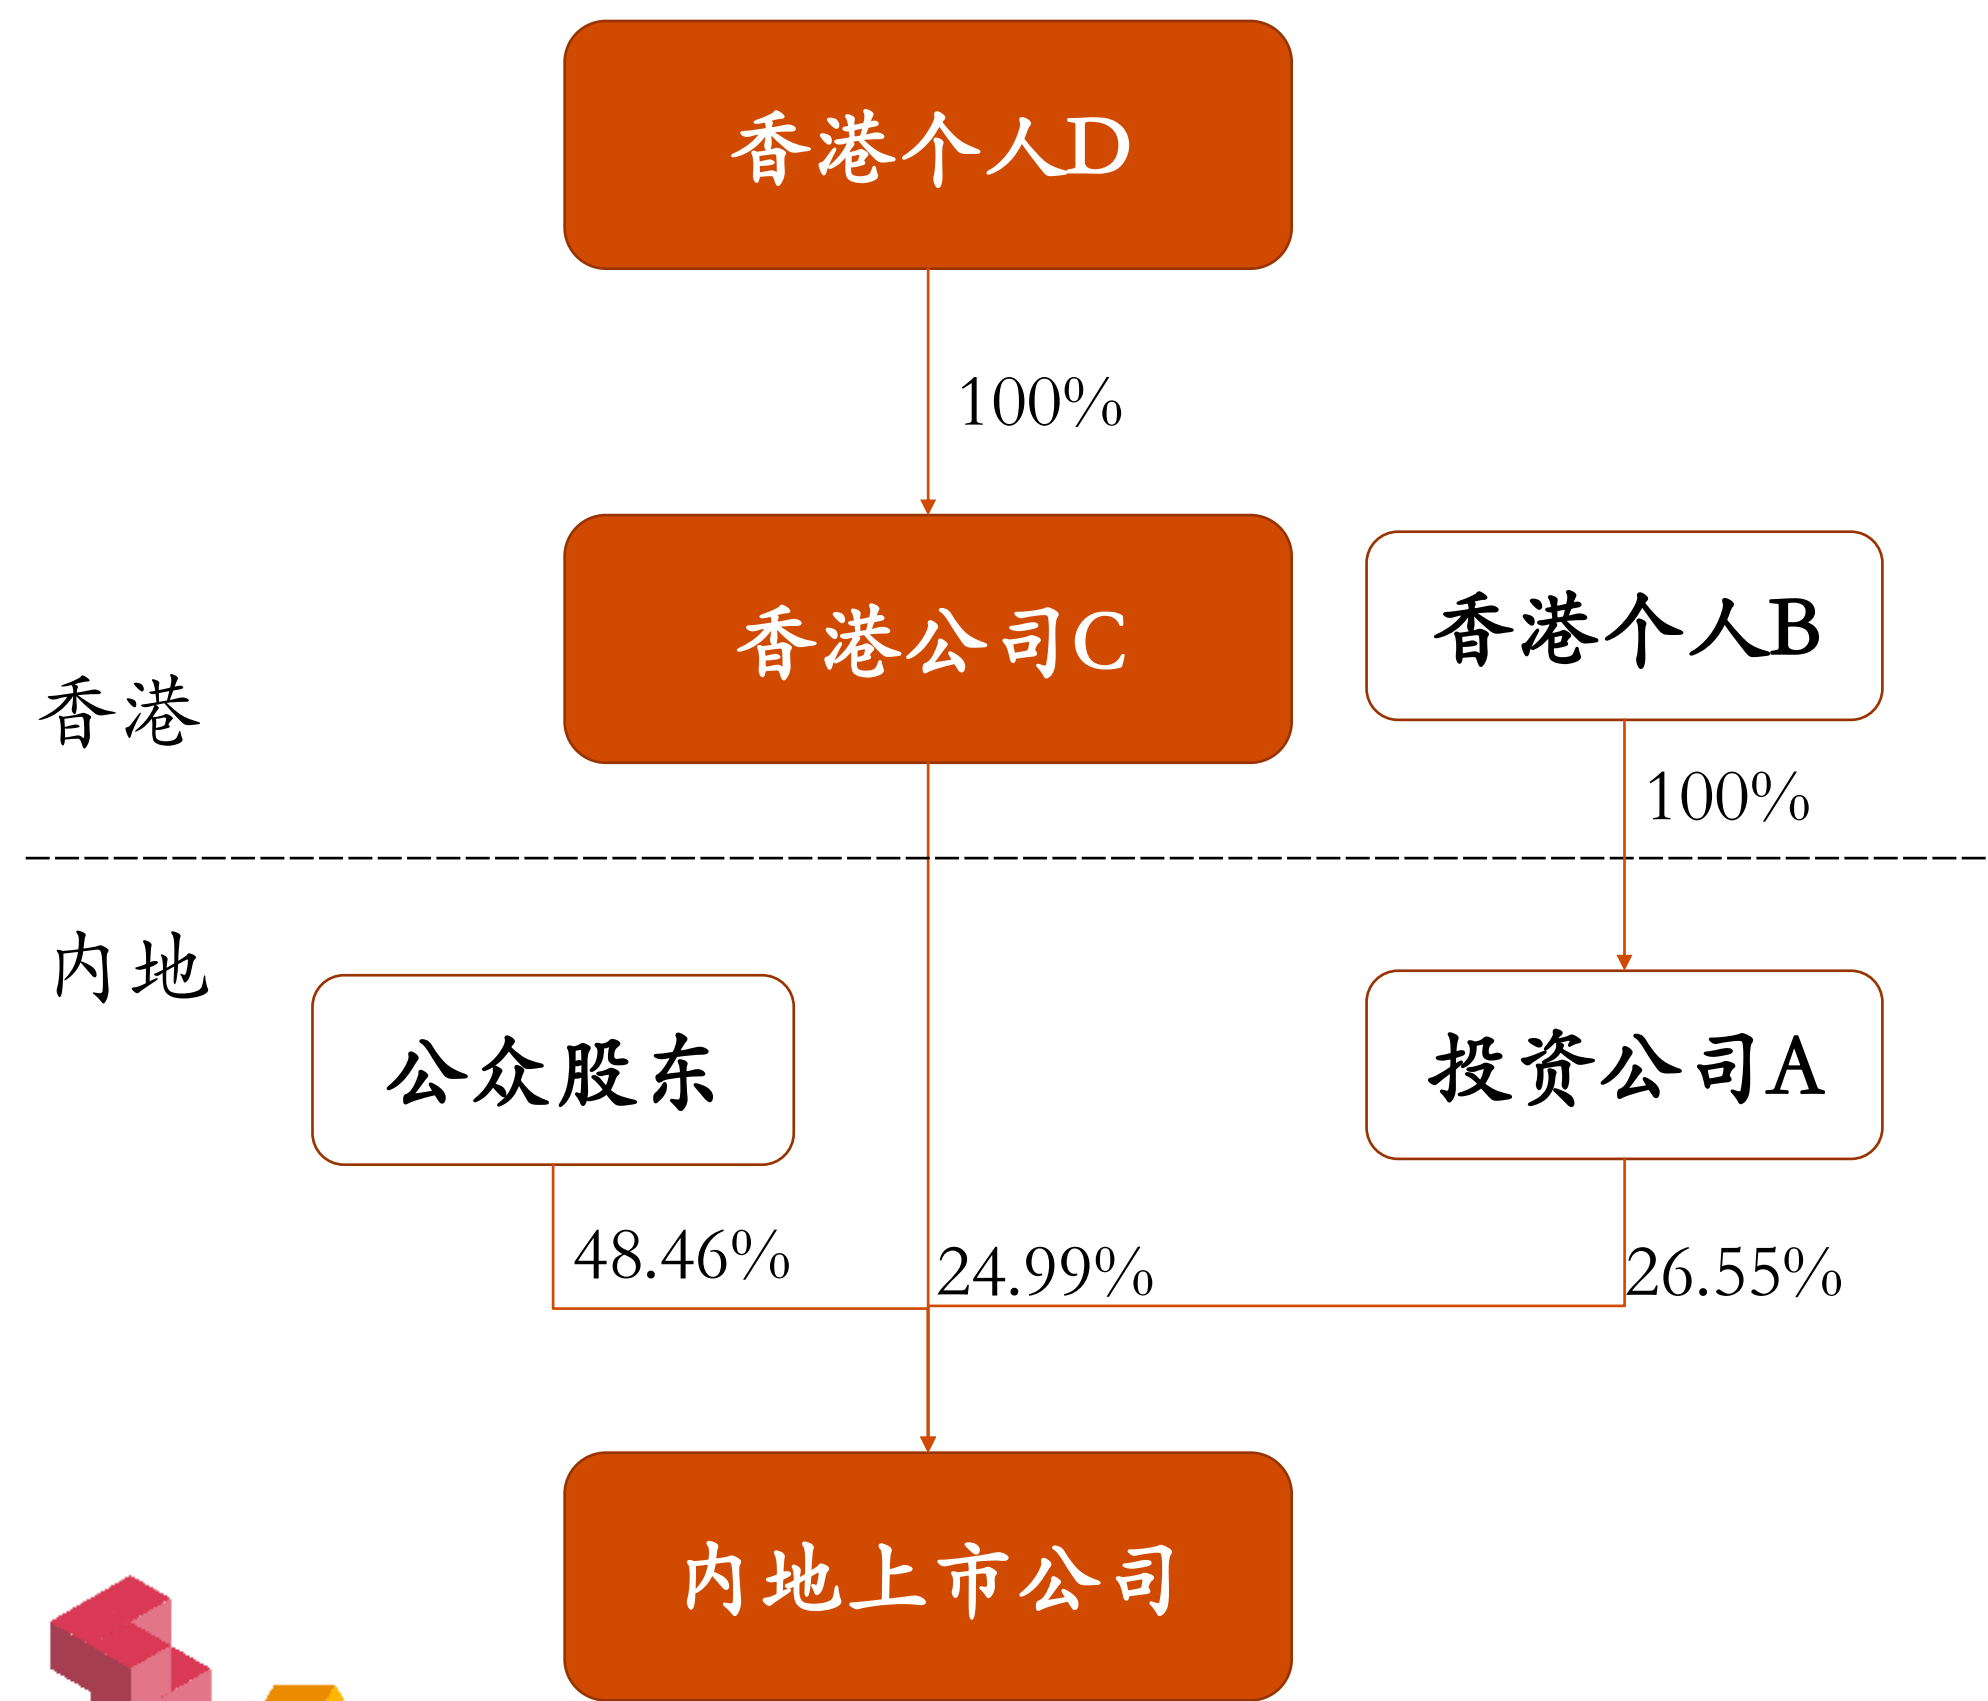 香港个人D
100%
香港公司C
香港个人B
香港
100%
内地
公众股东
投资公司A
48.46%
24.99%
26.55%
内地上市公司